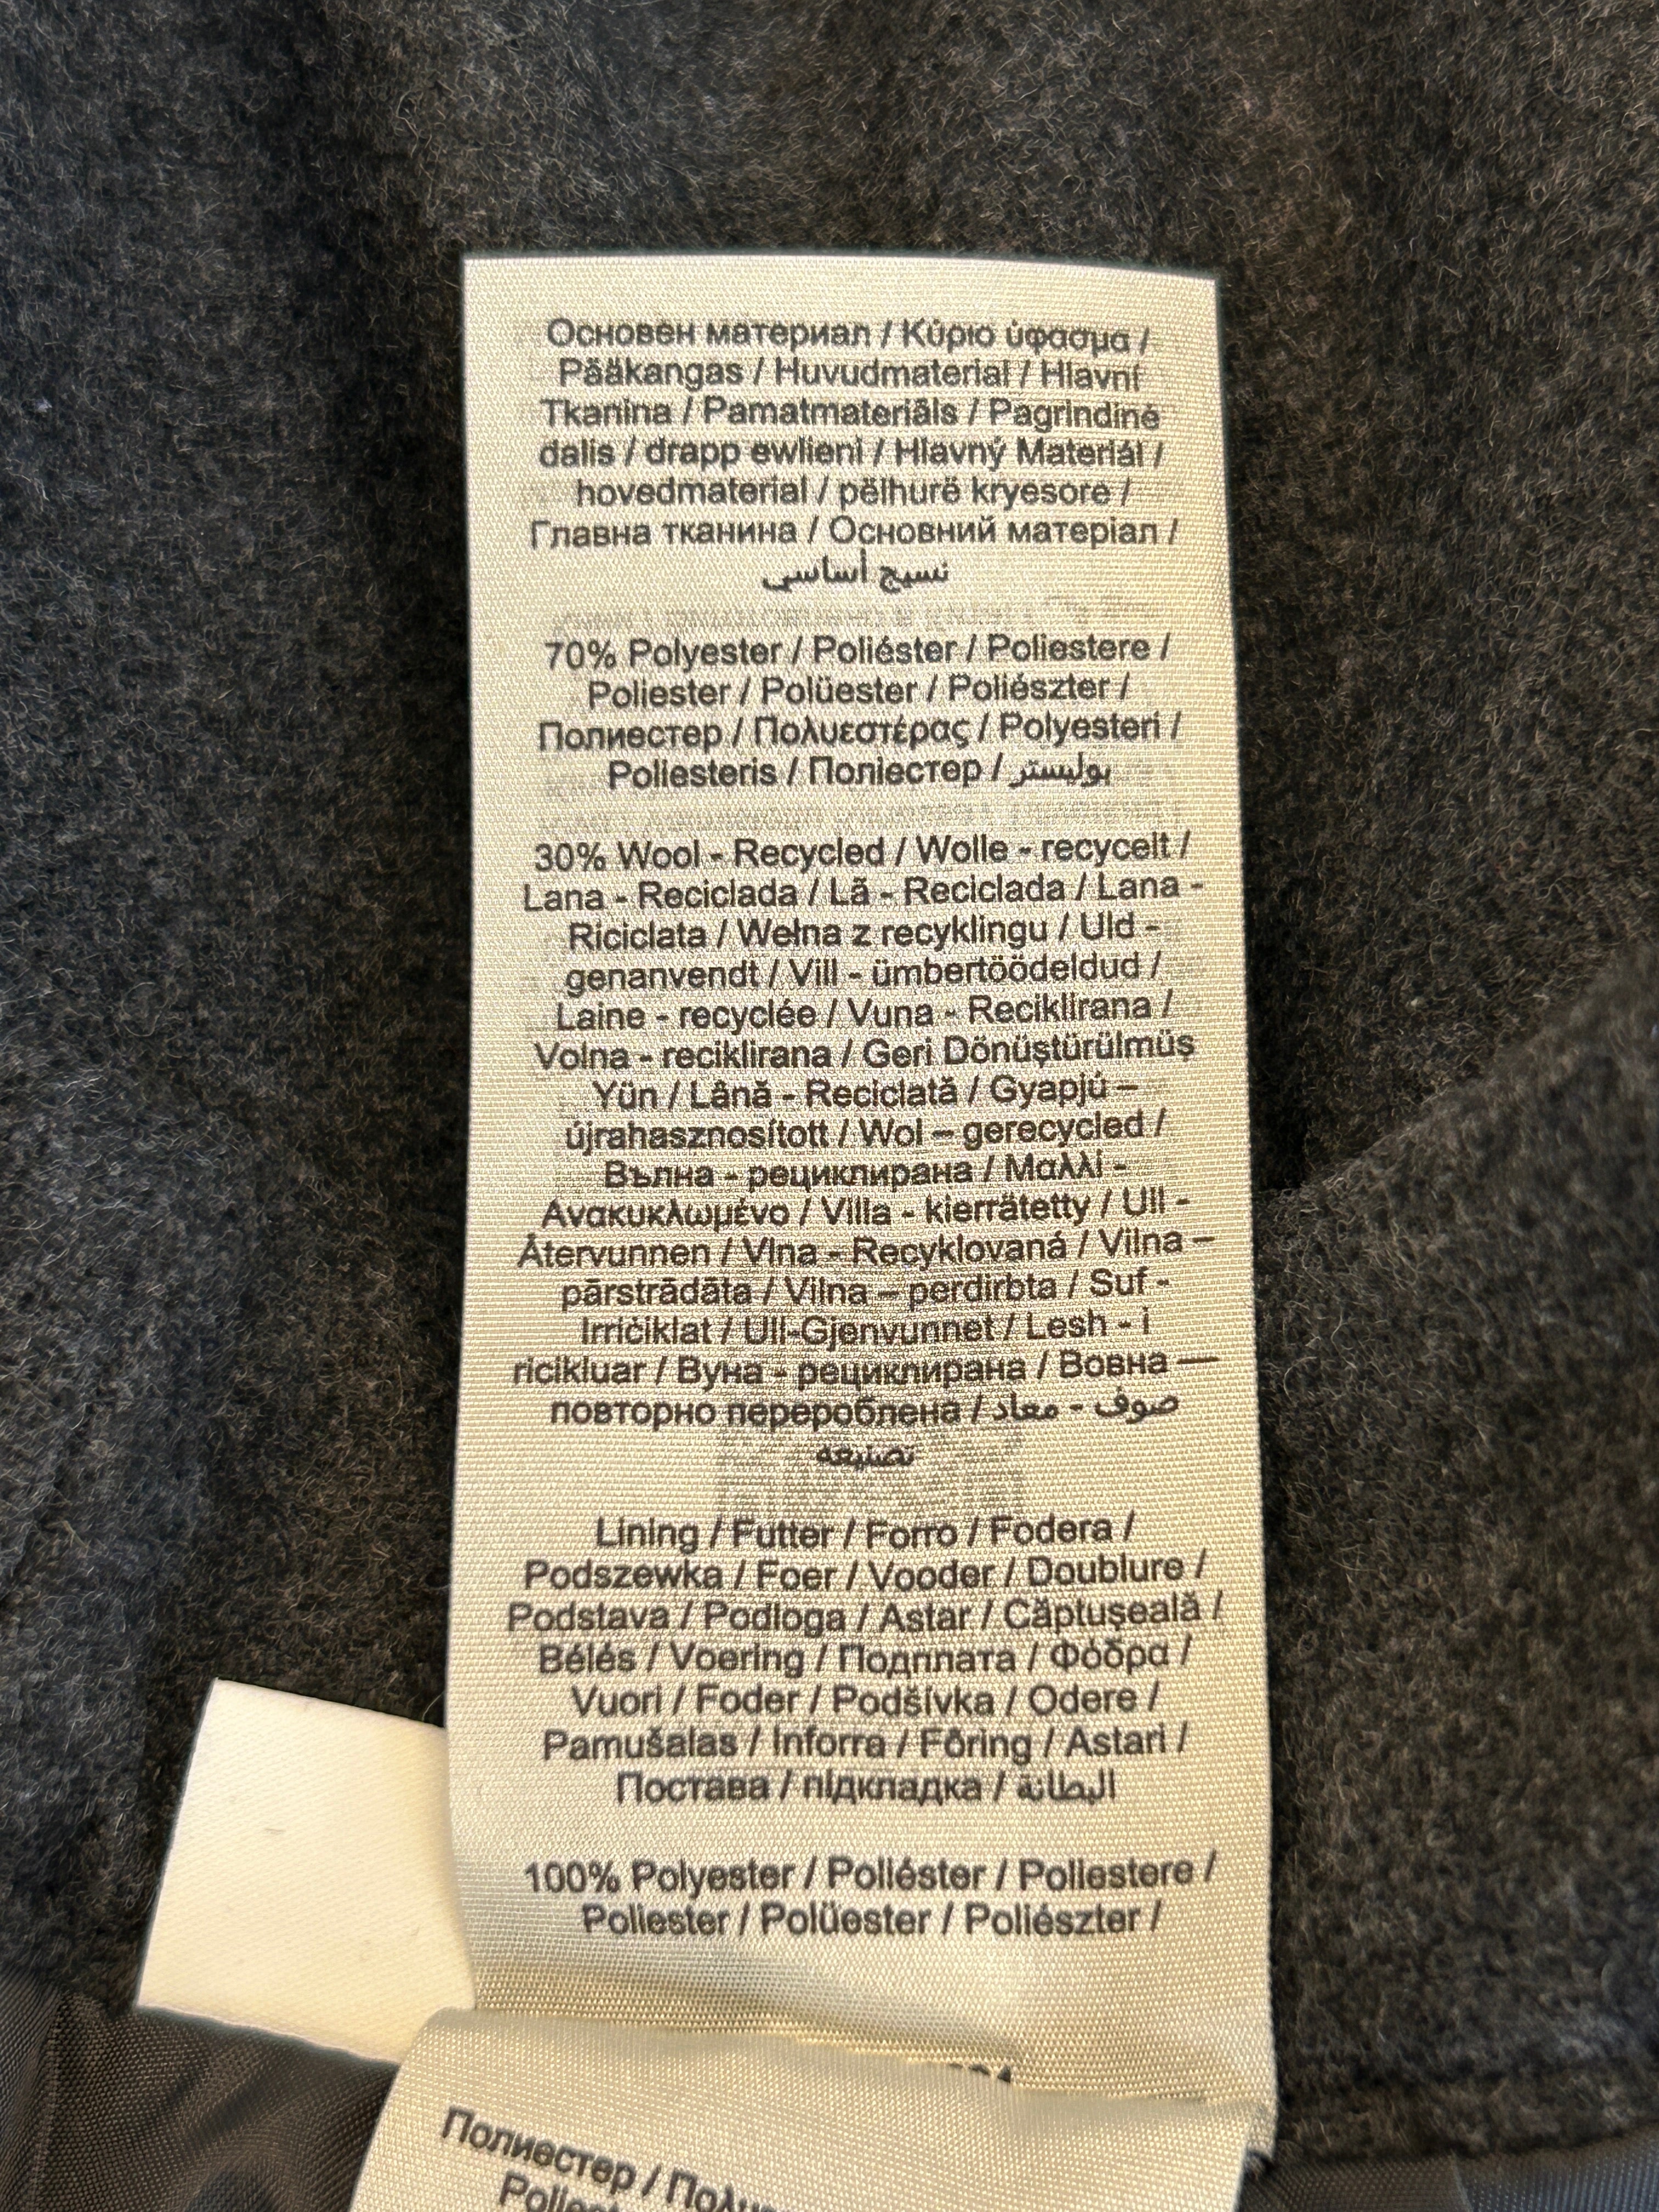 Основен материал / Κύριο ύφασμα /
Pääkangas / Huvudmaterial / Hlavní
Tkanina / Pamatmateriāls / Pagrindinė
dalis / drapp ewlieni / Hlavný Materiál /
hovedmaterial / pëlhurë kryesore /
Главна тканина / Основний матеріал /
نسيج أساسي
70% Polyester / Poliéster / Poliestere /
Poliester / Polüester / Poliészter /
Полиестер / Πολυεστέρας / Polyesteri /
Poliesteris / Поліестер / بوليستر
30% Wool - Recycled / Wolle - recycelt /
Lana - Reciclada / Lã - Reciclada / Lana -
Riciclata / Wełna z recyklingu / Uld -
genanvendt / Vill - ümbertöödeldud /
Laine - recyclée / Vuna - Reciklirana /
Volna - reciklirana / Geri Dönüştürülmüş
Yün / Lână - Reciclată / Gyapjú –
újrahasznosított / Wol – gerecycled /
Вълна - рециклирана / Μαλλί -
Ανακυκλωμένο / Villa - kierrätetty / Ull -
Återvunnen / Vlna - Recyklovaná / Vilna –
pārstrādāta / Vilna – perdirbta / Suf -
Irriċiklat / Ull-Gjenvunnet / Lesh - i
ricikluar / Вуна - рециклирана / Вовна —
повторно перероблена / صوف - معاد
تصنيعه
Lining / Futter / Forro / Fodera /
Podszewka / Foer / Vooder / Doublure /
Podstava / Podloga / Astar / Căptuşeală /
Bélés / Voering / Подплата / Φόδρα /
Vuori / Foder / Podšívka / Odere /
Pamušalas / Inforra / Fôring / Astari /
Постава / підкладка / البطانة
100% Polyester / Poliéster / Poliestere /
Poliester / Polüester / Poliészter /
Полиестер /